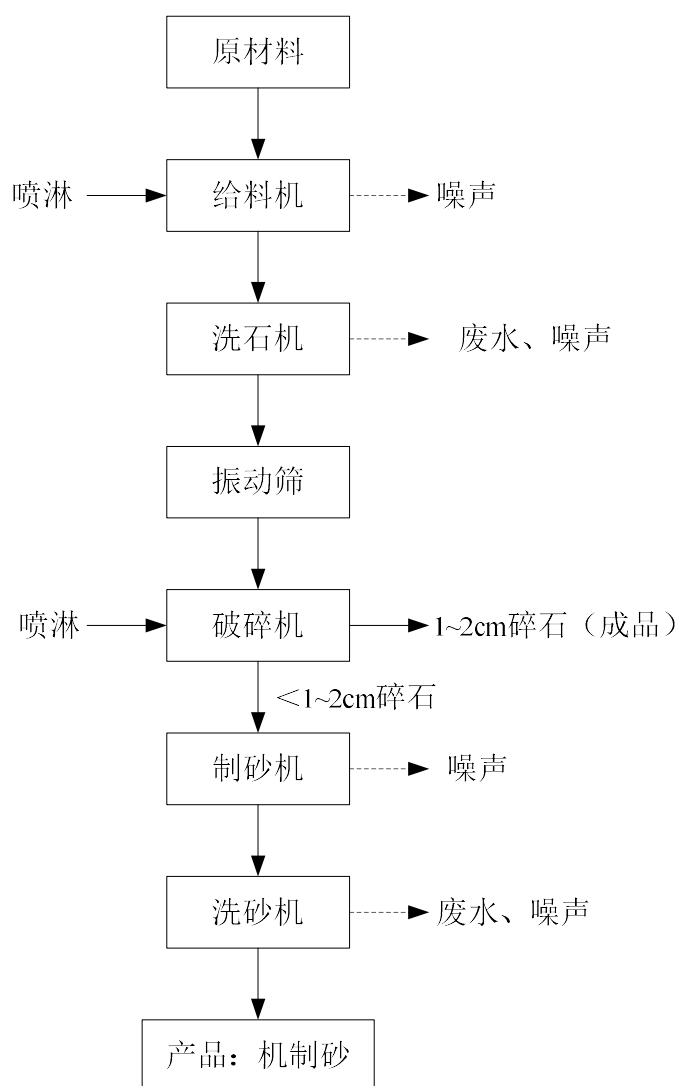 原材料
喷淋
给料机
噪声
洗石机
废水、噪声
振动筛
喷淋
破碎机
1~2cm碎石（成品）
＜1~2cm碎石
制砂机
噪声
洗砂机
废水、噪声
产品：机制砂